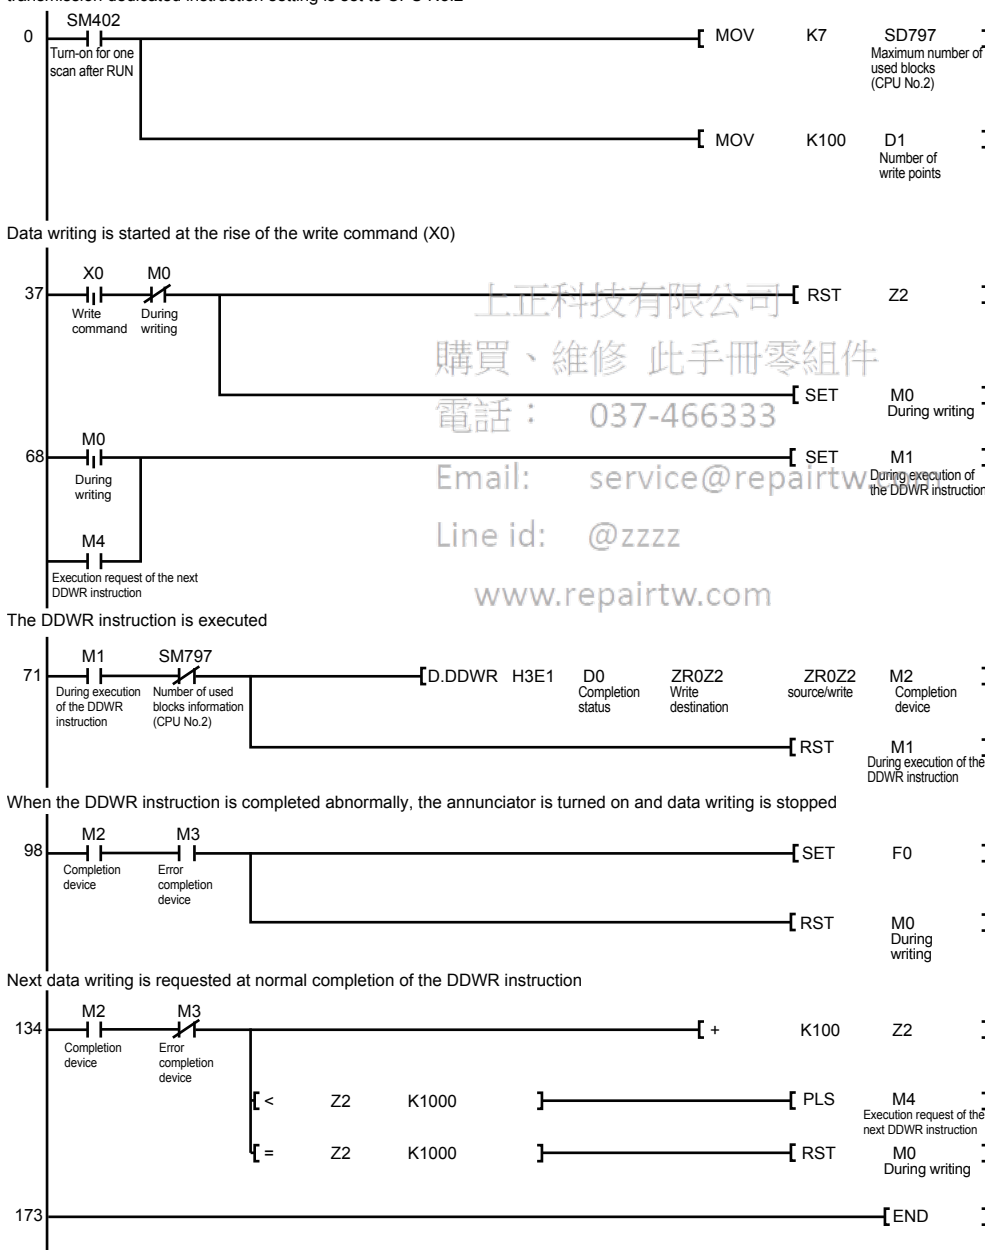 transmission dedicated instruction setting is set to CPU No.2
SM402
0
MOV K7 SD797
Turn-on for one
scan after RUN
Maximum number of
used blocks
(CPU No.2)
MOV K100 D1
Number of
write points
Data writing is started at the rise of the write command (X0)
X0 M0
37
RST Z2
Write
command
During
writing
上正科技有限公司
購買、維修 此手冊零組件
SET M0
During writing
電話： 037-466333
M0
68
SET M1
During execution of
the DDWR instruction
During
writing
Email: service@repairtw.com
M4
Line id: @zzzz
Execution request of the next
DDWR instruction
www.repairtw.com
The DDWR instruction is executed
M1 SM797
71
D.DDWR H3E1 D0 ZR0Z2 ZR0Z2 M2
During execution
of the DDWR
instruction
Number of used
blocks information
(CPU No.2)
Completion
status
Write
destination
source/write
Completion
device
RST M1
During execution of the
DDWR instruction
When the DDWR instruction is completed abnormally, the annunciator is turned on and data writing is stopped
M2 M3
98
SET F0
Completion
device
Error
completion
device
RST M0
During
writing
Next data writing is requested at normal completion of the DDWR instruction
M2 M3
134
+ K100 Z2
Completion
device
Error
completion
device
< Z2 K1000 PLS M4
Execution request of the
next DDWR instruction
= Z2 K1000 RST M0
During writing
173
END